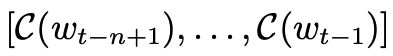 [𝒞(w_{t−n+1}), …, 𝒞(w_{t−1})]